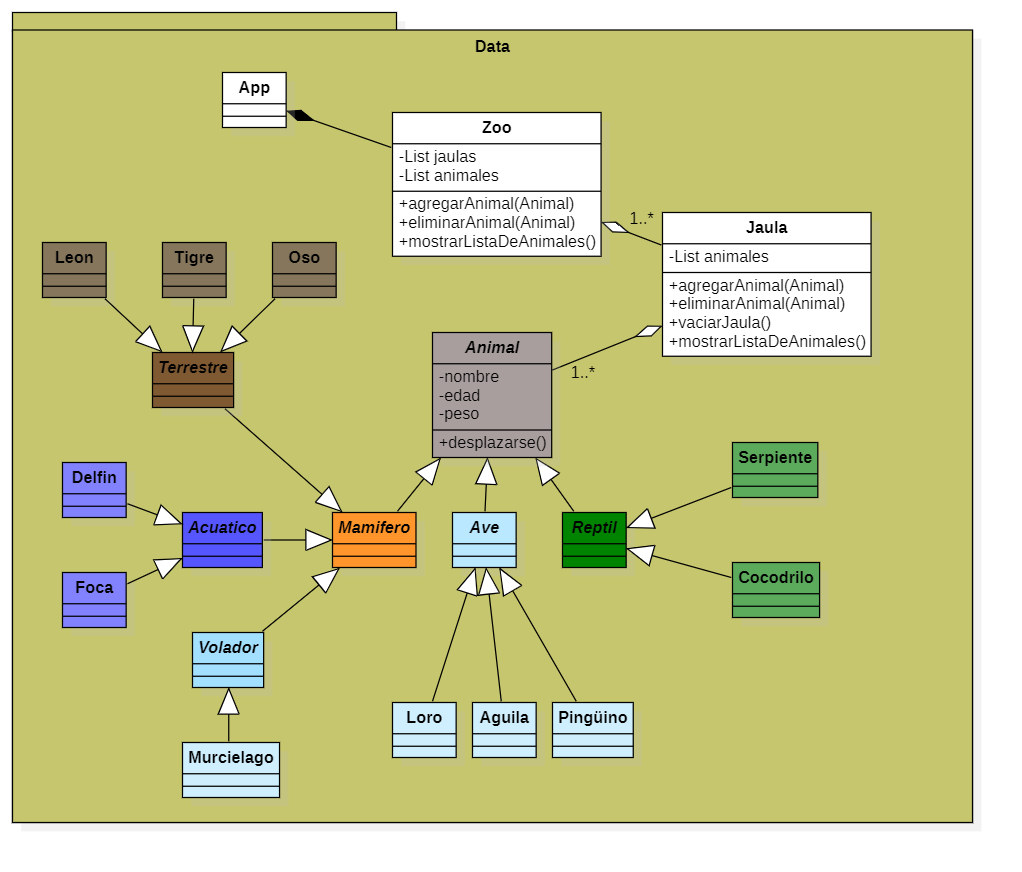 Data
App
Zoo
-List jaulas
-List animales
+agregarAnimal(Animal)
+eliminarAnimal(Animal)
+mostrarListaDeAnimales()
1..*
Jaula
-List animales
+agregarAnimal(Animal)
+eliminarAnimal(Animal)
+vaciarJaula()
+mostrarListaDeAnimales()
Leon
Tigre
Oso
Terrestre
Animal
-nombre
-edad
-peso
+desplazarse()
1..*
Serpiente
Delfin
Acuatico
Mamifero
Ave
Reptil
Foca
Cocodrilo
Volador
Loro
Aguila
Pingüino
Murcielago